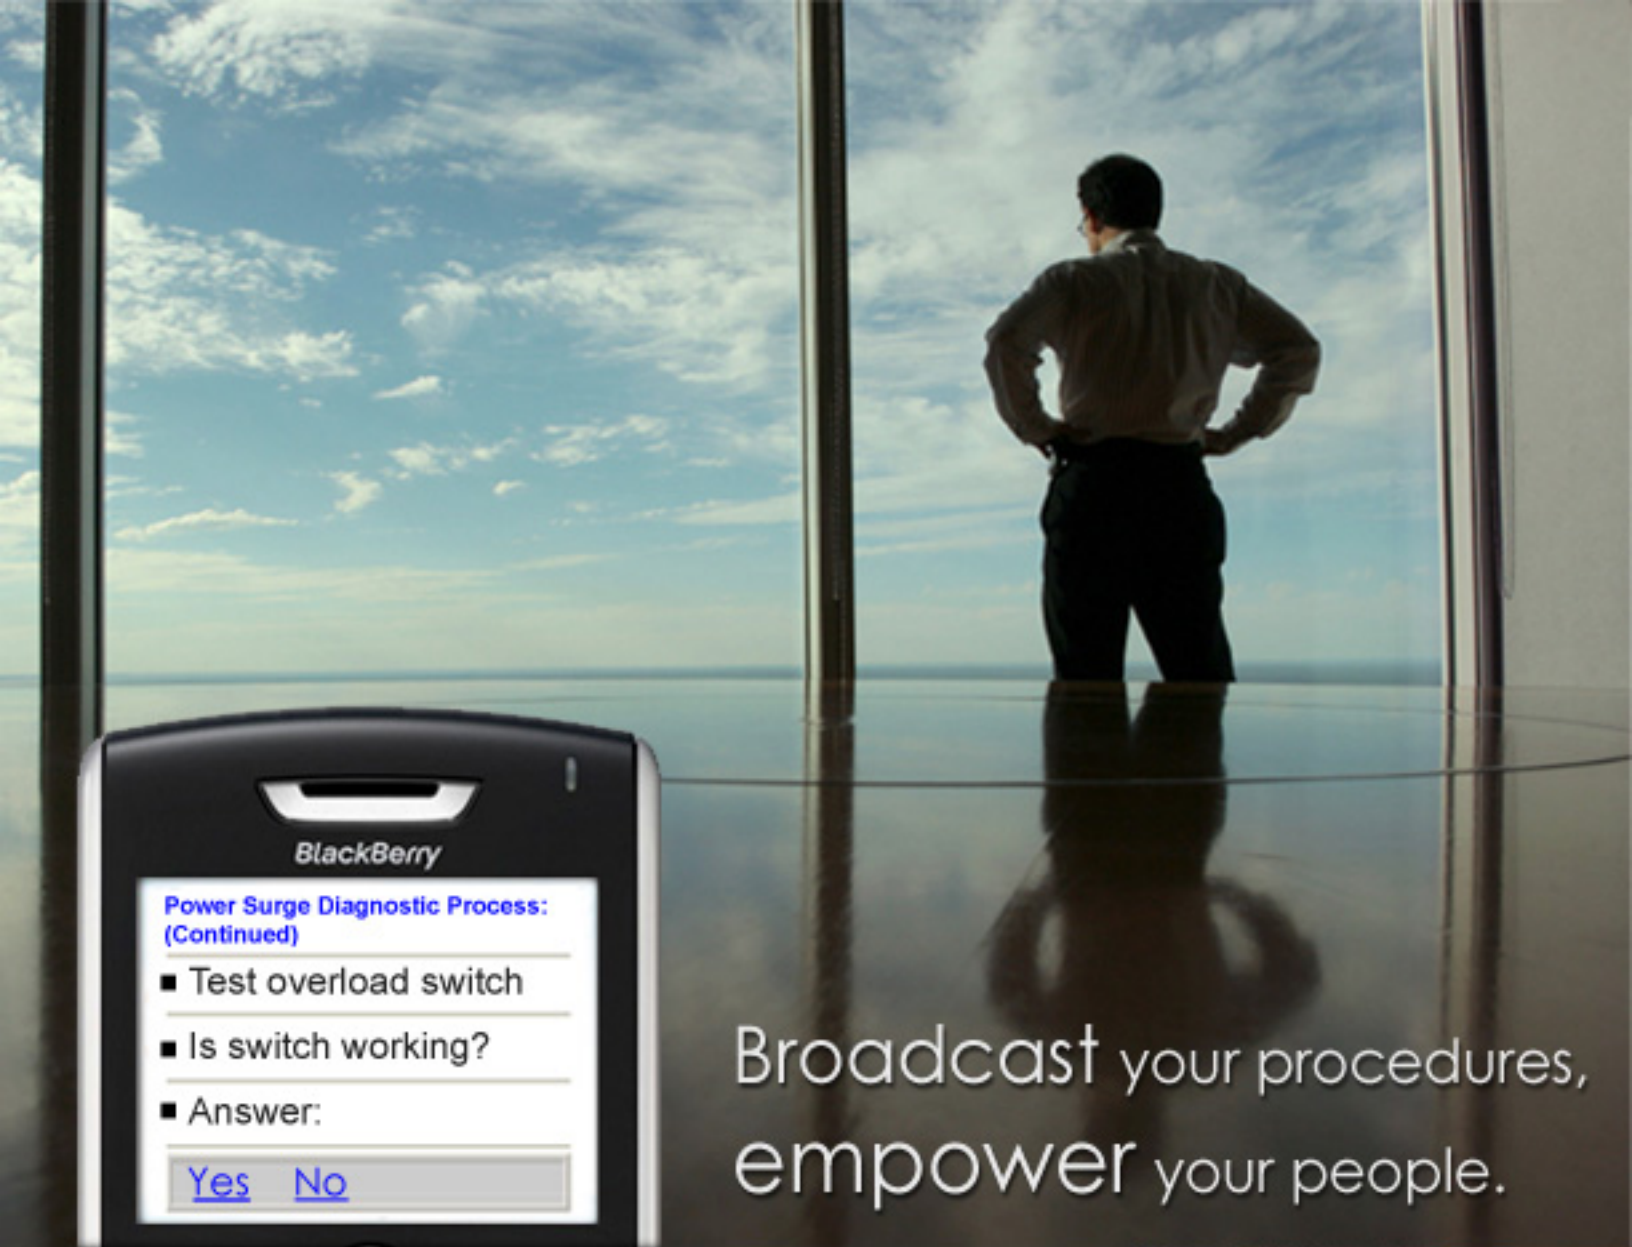 BlackBerry
Power Surge Diagnostic Process:
(Continued)
Test overload switch
Is switch working?
Answer:
Yes No
Broadcast your procedures,
empower your people.